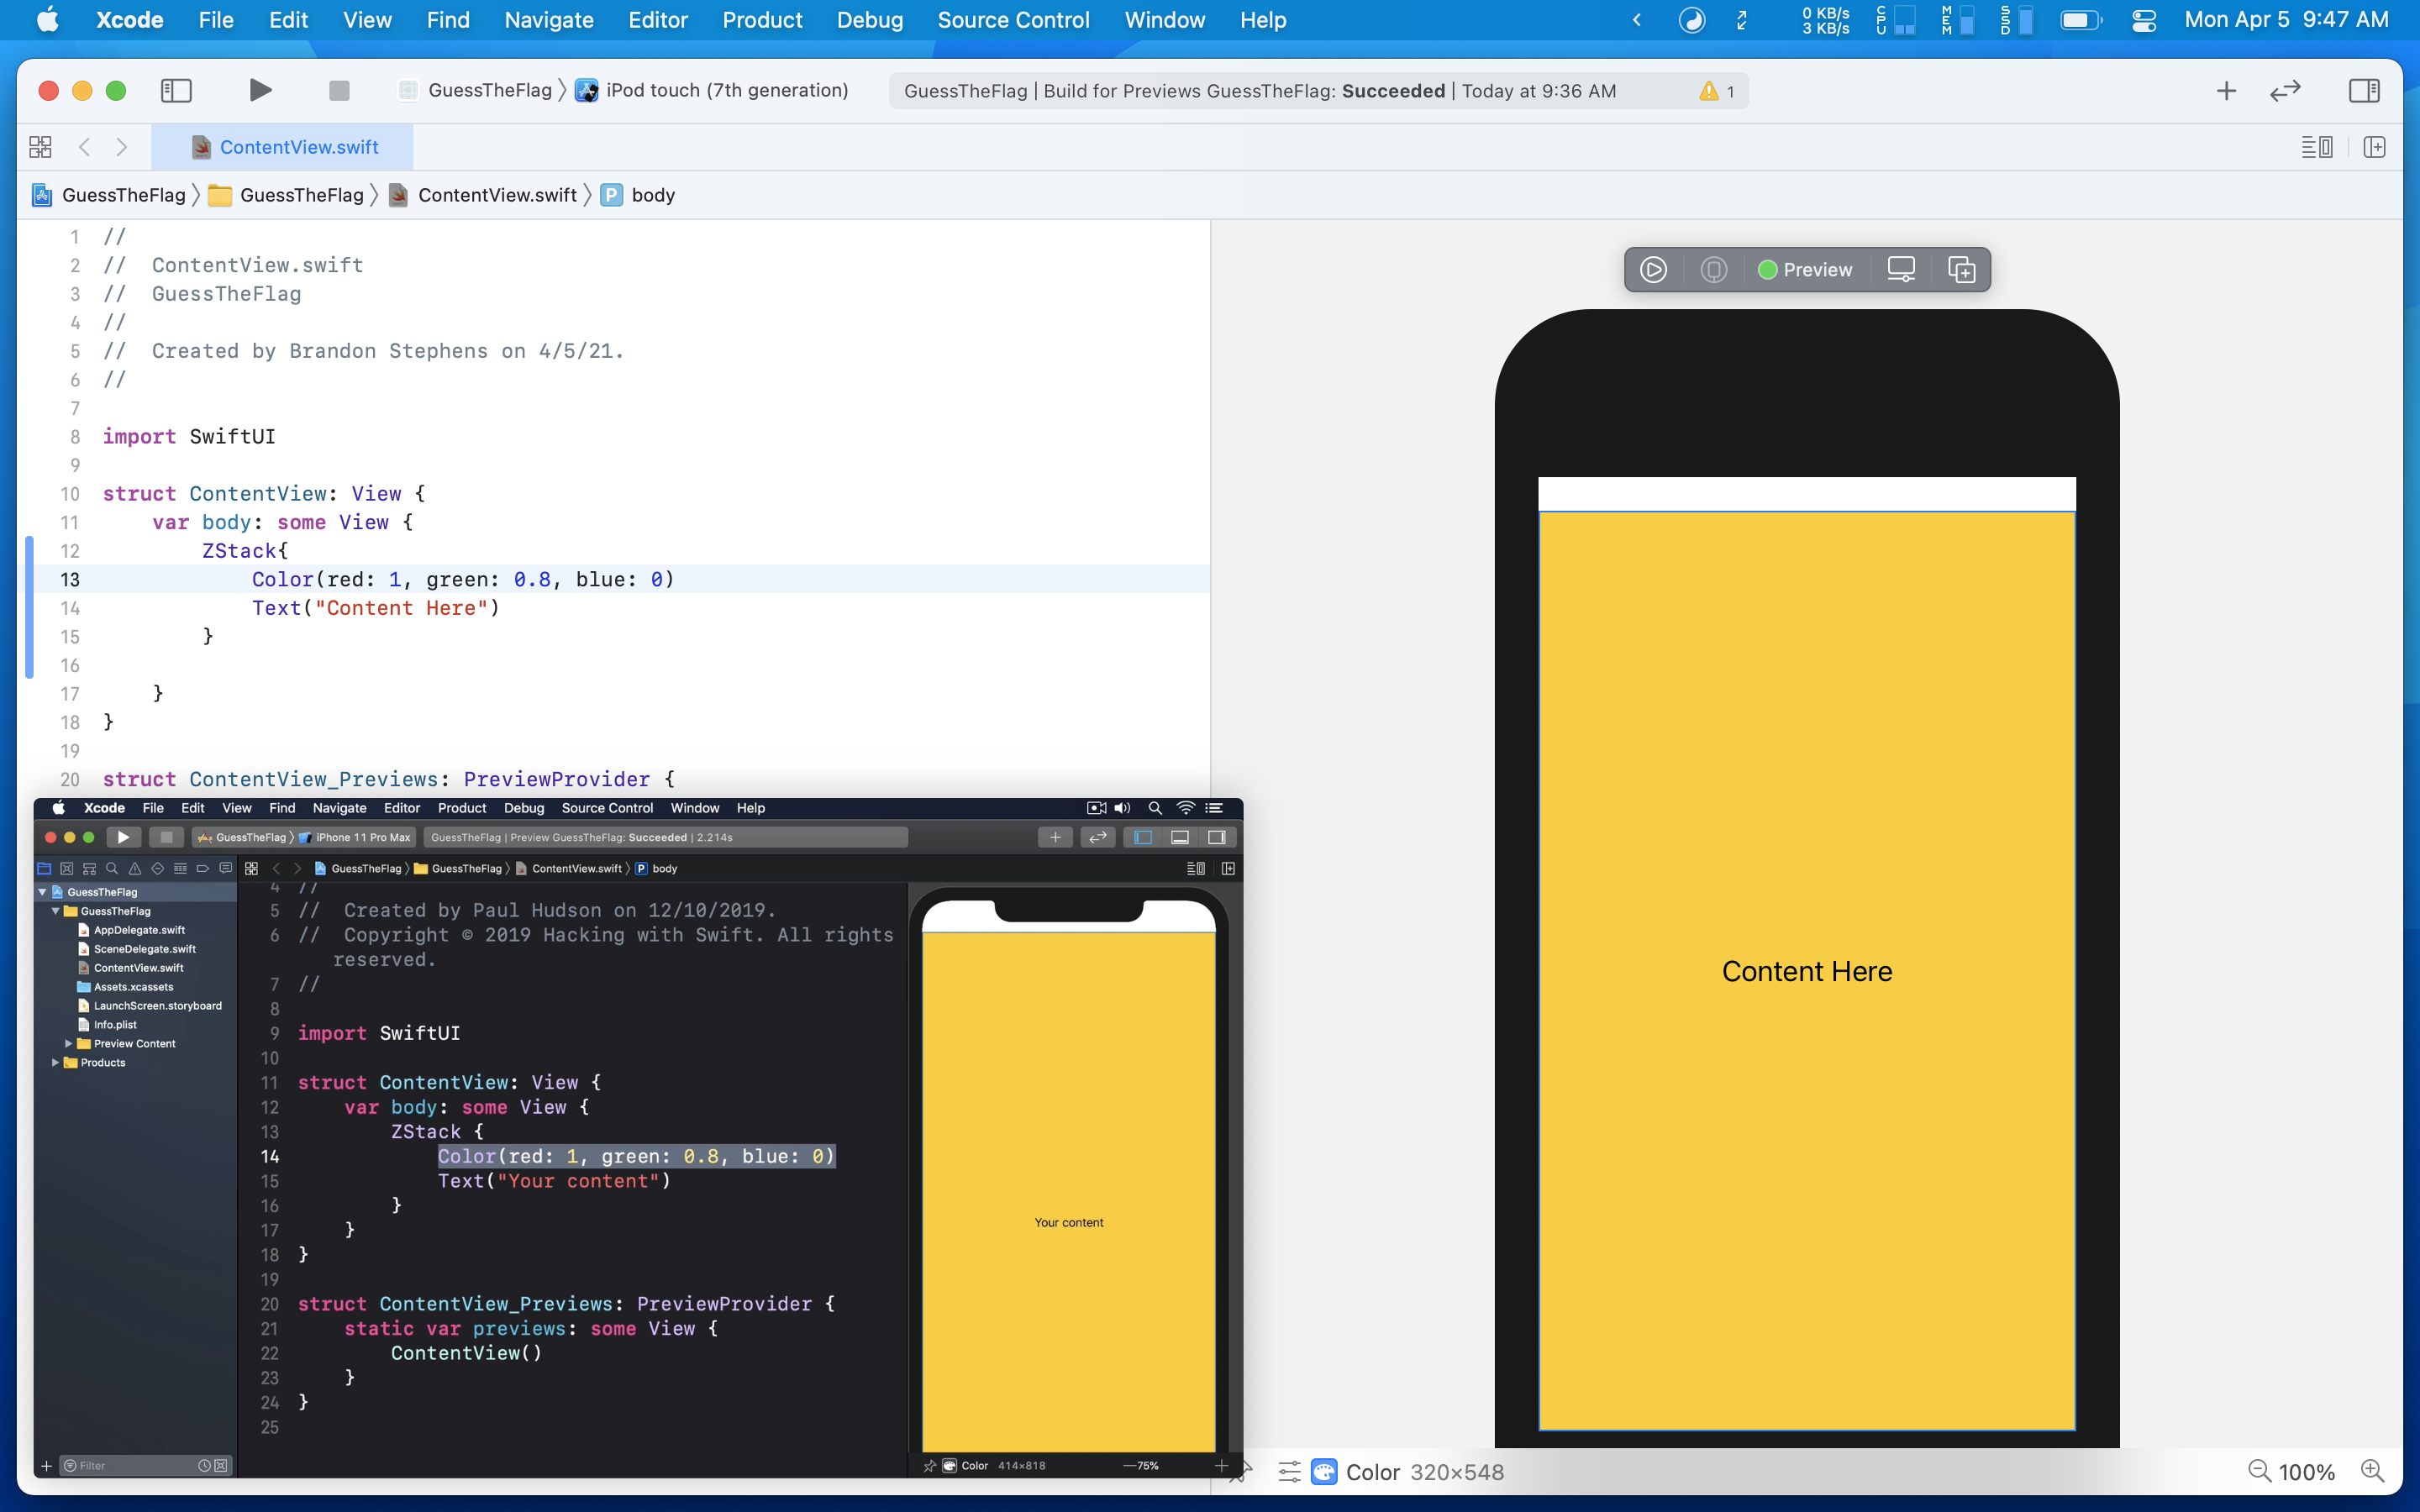 Xcode File Edit View Find Navigate Editor Product Debug Source Control Window Help
0 KB/s
3 KB/s
CPU MEM SSD
Mon Apr 5 9:47 AM
GuessTheFlag iPod touch (7th generation)
GuessTheFlag | Build for Previews GuessTheFlag: Succeeded | Today at 9:36 AM
1
ContentView.swift
GuessTheFlag GuessTheFlag ContentView.swift P body
1 //
2 //  ContentView.swift
3 //  GuessTheFlag
4 //
5 //  Created by Brandon Stephens on 4/5/21.
6 //
7
8 import SwiftUI
9
10 struct ContentView: View {
11     var body: some View {
12         ZStack{
13             Color(red: 1, green: 0.8, blue: 0)
14             Text("Content Here")
15         }
16
17     }
18 }
19
20 struct ContentView_Previews: PreviewProvider {
Preview
Content Here
Color 320×548
100%
Xcode File Edit View Find Navigate Editor Product Debug Source Control Window Help
GuessTheFlag iPhone 11 Pro Max
GuessTheFlag | Preview GuessTheFlag: Succeeded | 2.214s
GuessTheFlag GuessTheFlag ContentView.swift P body
GuessTheFlag
GuessTheFlag
AppDelegate.swift
SceneDelegate.swift
ContentView.swift
Assets.xcassets
LaunchScreen.storyboard
Info.plist
Preview Content
Products
Filter
4 //
5 //  Created by Paul Hudson on 12/10/2019.
6 //  Copyright © 2019 Hacking with Swift. All rights
reserved.
7 //
8
9 import SwiftUI
10
11 struct ContentView: View {
12     var body: some View {
13         ZStack {
14             Color(red: 1, green: 0.8, blue: 0)
15             Text("Your content")
16         }
17     }
18 }
19
20 struct ContentView_Previews: PreviewProvider {
21     static var previews: some View {
22         ContentView()
23     }
24 }
25
Your content
Color 414×818
75%